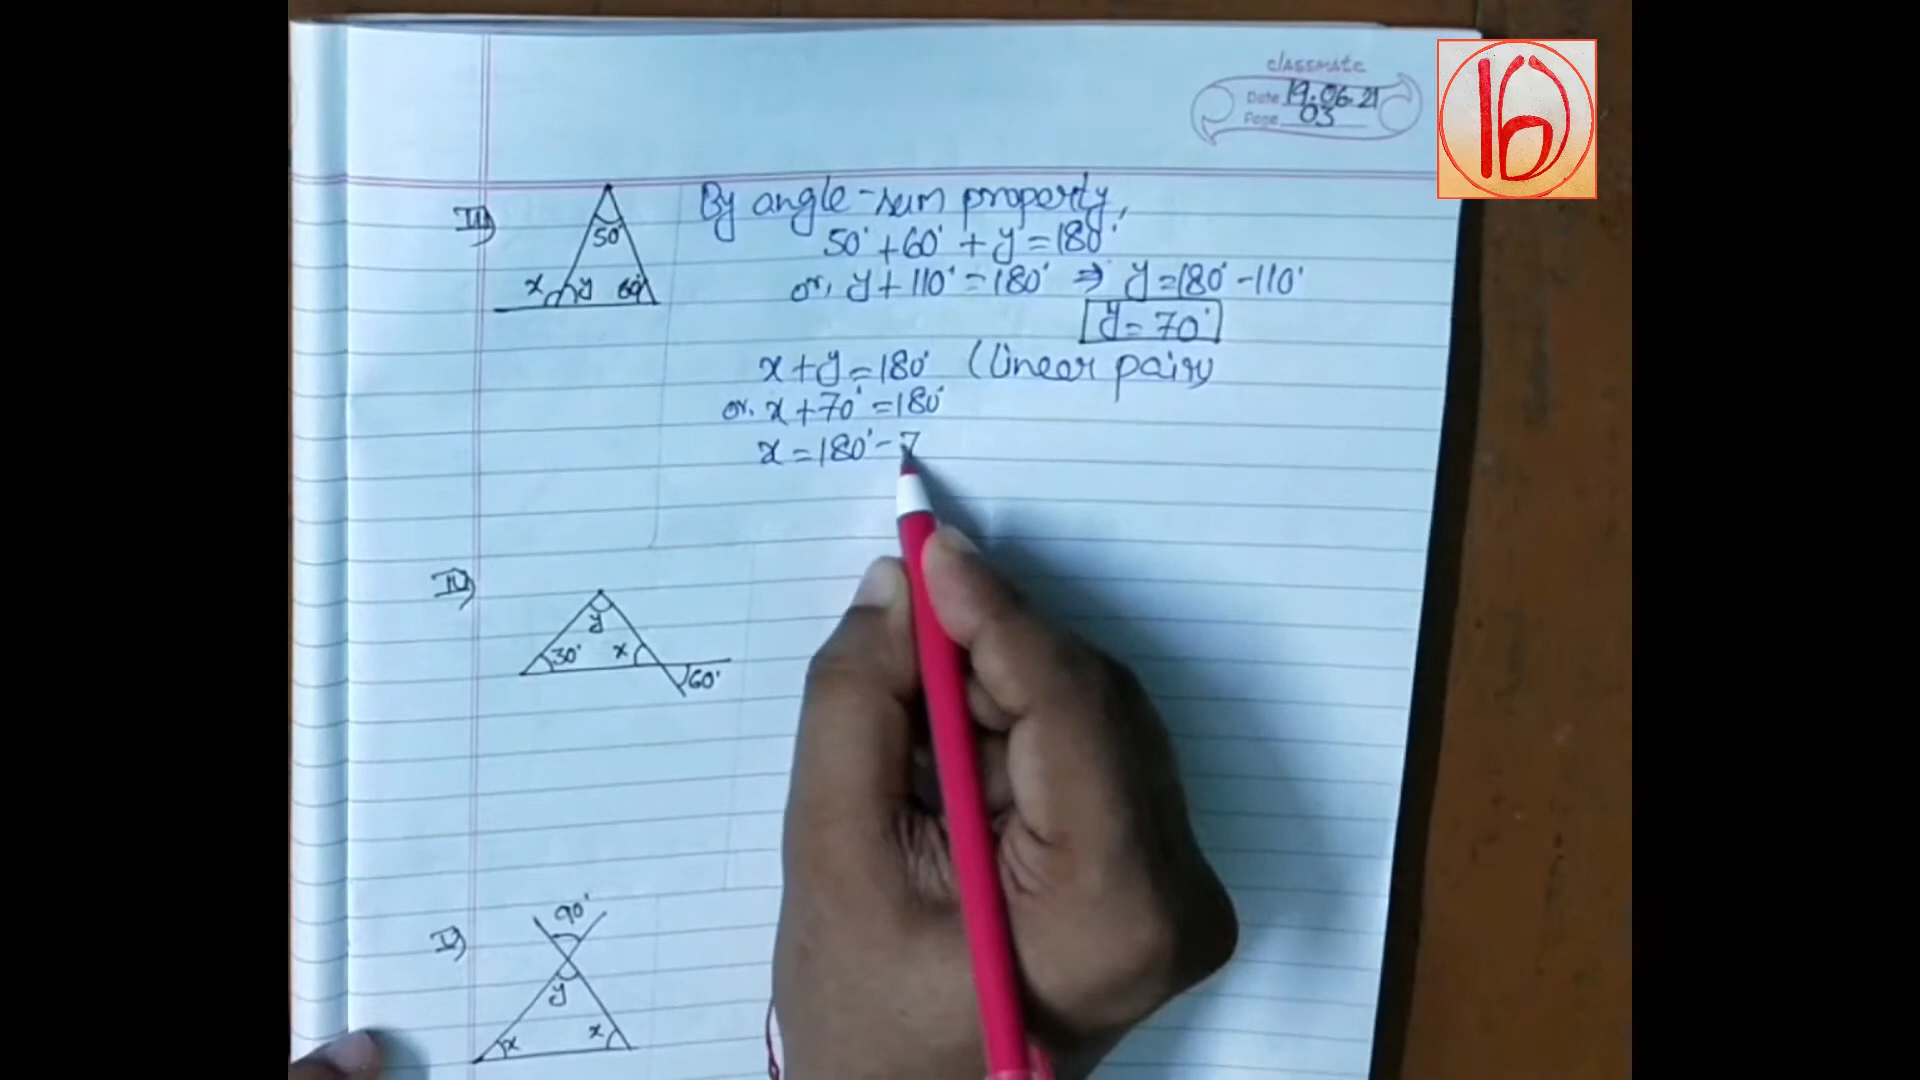 classmate
Date 19.06.21
Page 03
III)
50°
x y 60°
By angle-sum property,
50° + 60° + y = 180°
or, y + 110° = 180° ⇒ y = 180° - 110°
y = 70°
x + y = 180° (linear pair)
or, x + 70° = 180°
x = 180° - 7
IV)
y
30° x
60°
V)
90°
y
x x